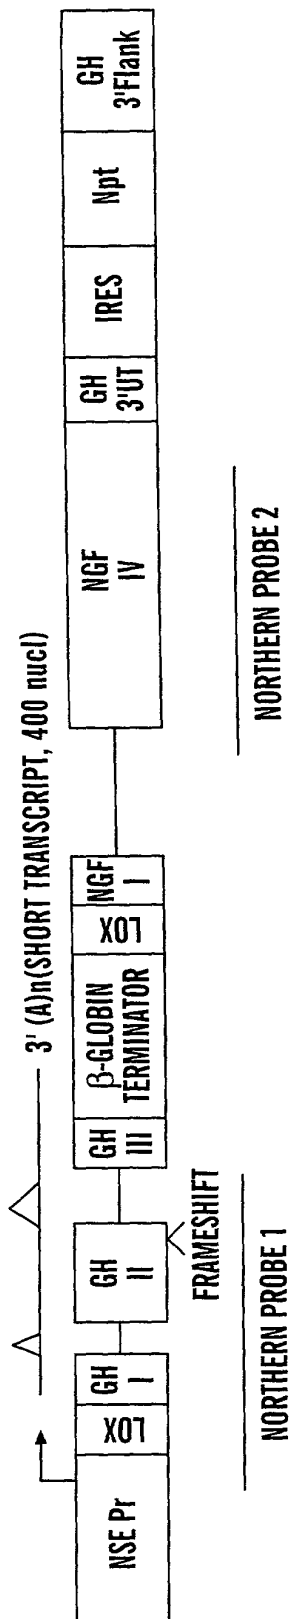 3' (A)n(SHORT TRANSCRIPT, 400 nucl)
NSE Pr
LOX
GH
I
GH
II
GH
III
β-GLOBIN
TERMINATOR
LOX
NGF
I
NGF
IV
GH
3'UT
IRES
Npt
GH
3'Flank
FRAMESHIFT
NORTHERN PROBE 1
NORTHERN PROBE 2